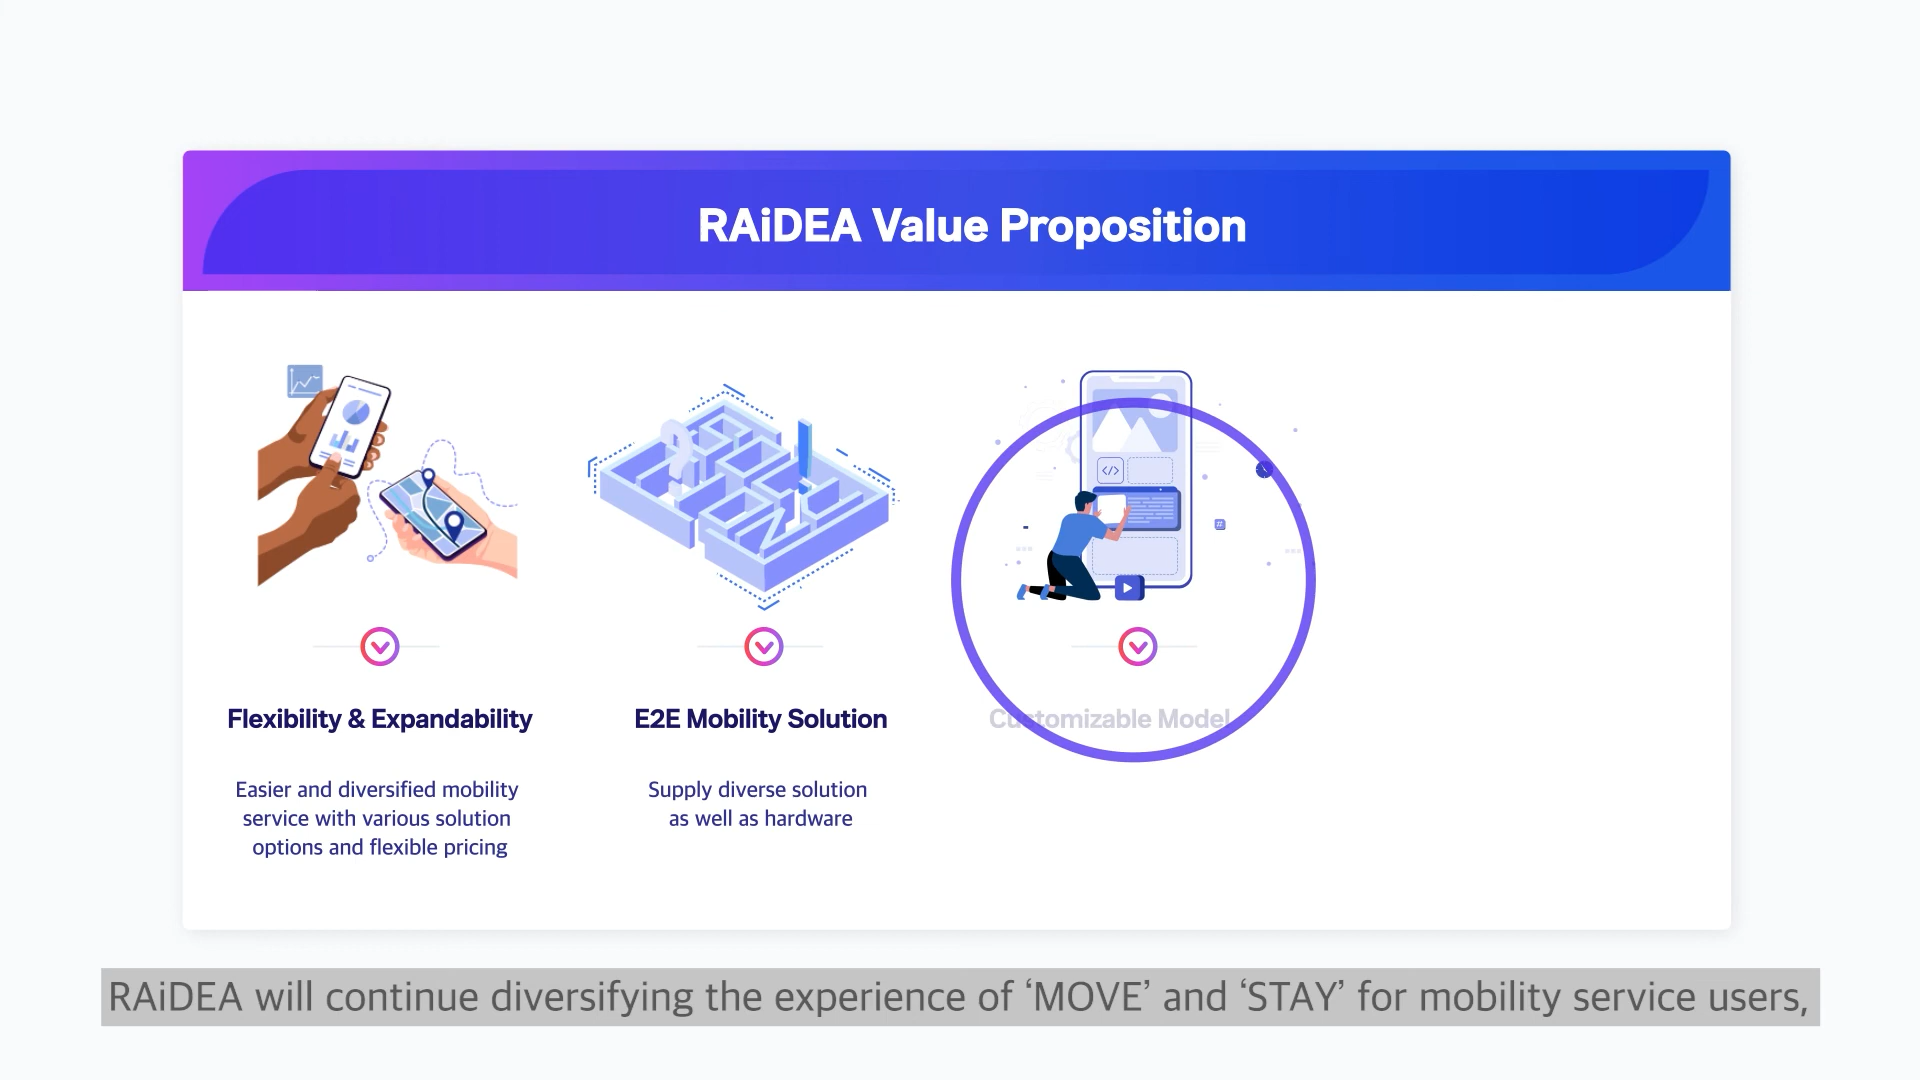 RAiDEA Value Proposition
</>
Flexibility & Expandability
E2E Mobility Solution
Customizable Model
Easier and diversified mobility
service with various solution
options and flexible pricing
Supply diverse solution
as well as hardware
RAiDEA will continue diversifying the experience of ‘MOVE’ and ‘STAY’ for mobility service users,